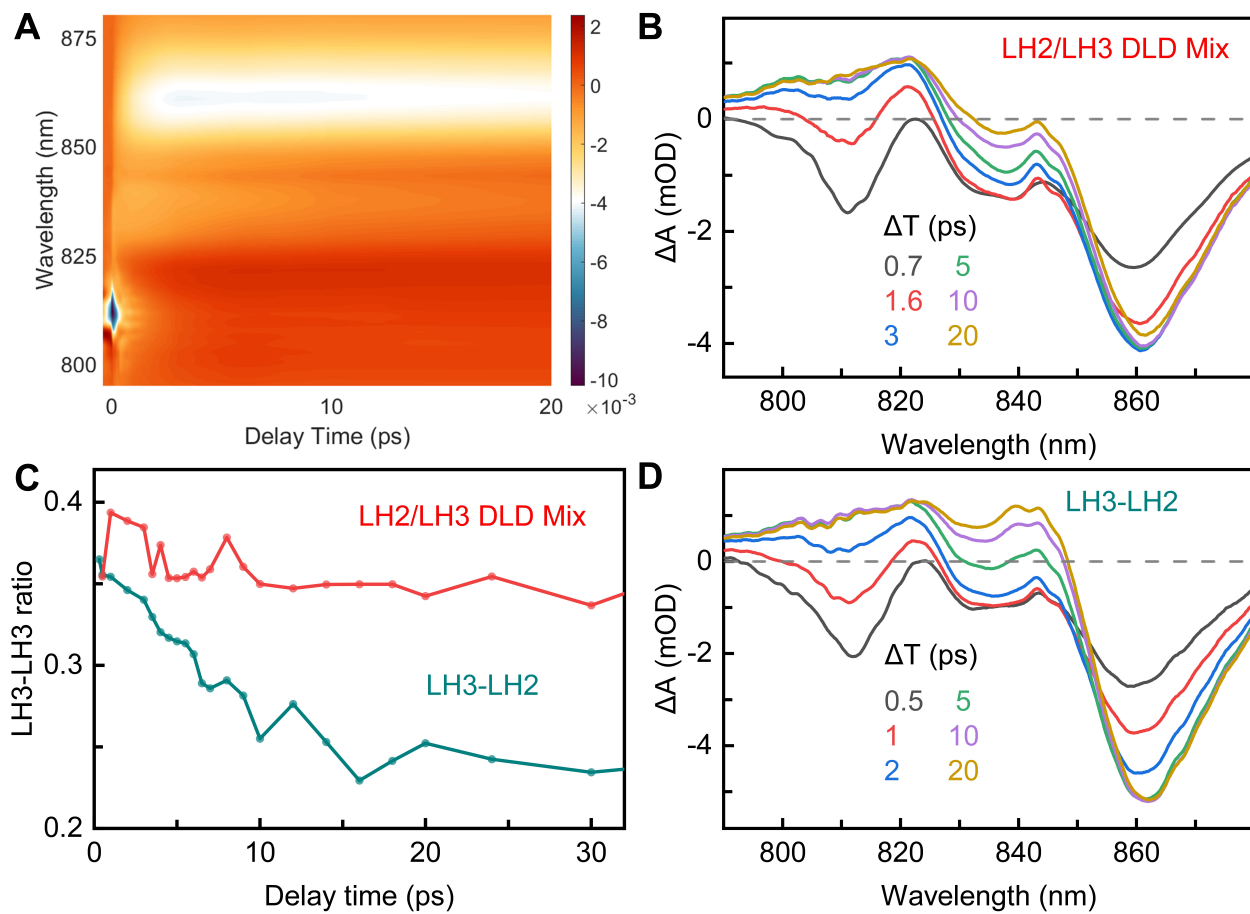 A
875
850
825
800
Wavelength (nm)
0
10
20
Delay Time (ps)
2
0
-2
-4
-6
-8
-10
×10⁻³
B
LH2/LH3 DLD Mix
0
-2
-4
ΔA (mOD)
ΔT (ps)
0.7 5
1.6 10
3 20
800 820 840 860
Wavelength (nm)
C
0.4
0.3
0.2
LH3-LH3 ratio
LH2/LH3 DLD Mix
LH3-LH2
0 10 20 30
Delay time (ps)
D
LH3-LH2
0
-2
-4
ΔA (mOD)
ΔT (ps)
0.5 5
1 10
2 20
800 820 840 860
Wavelength (nm)